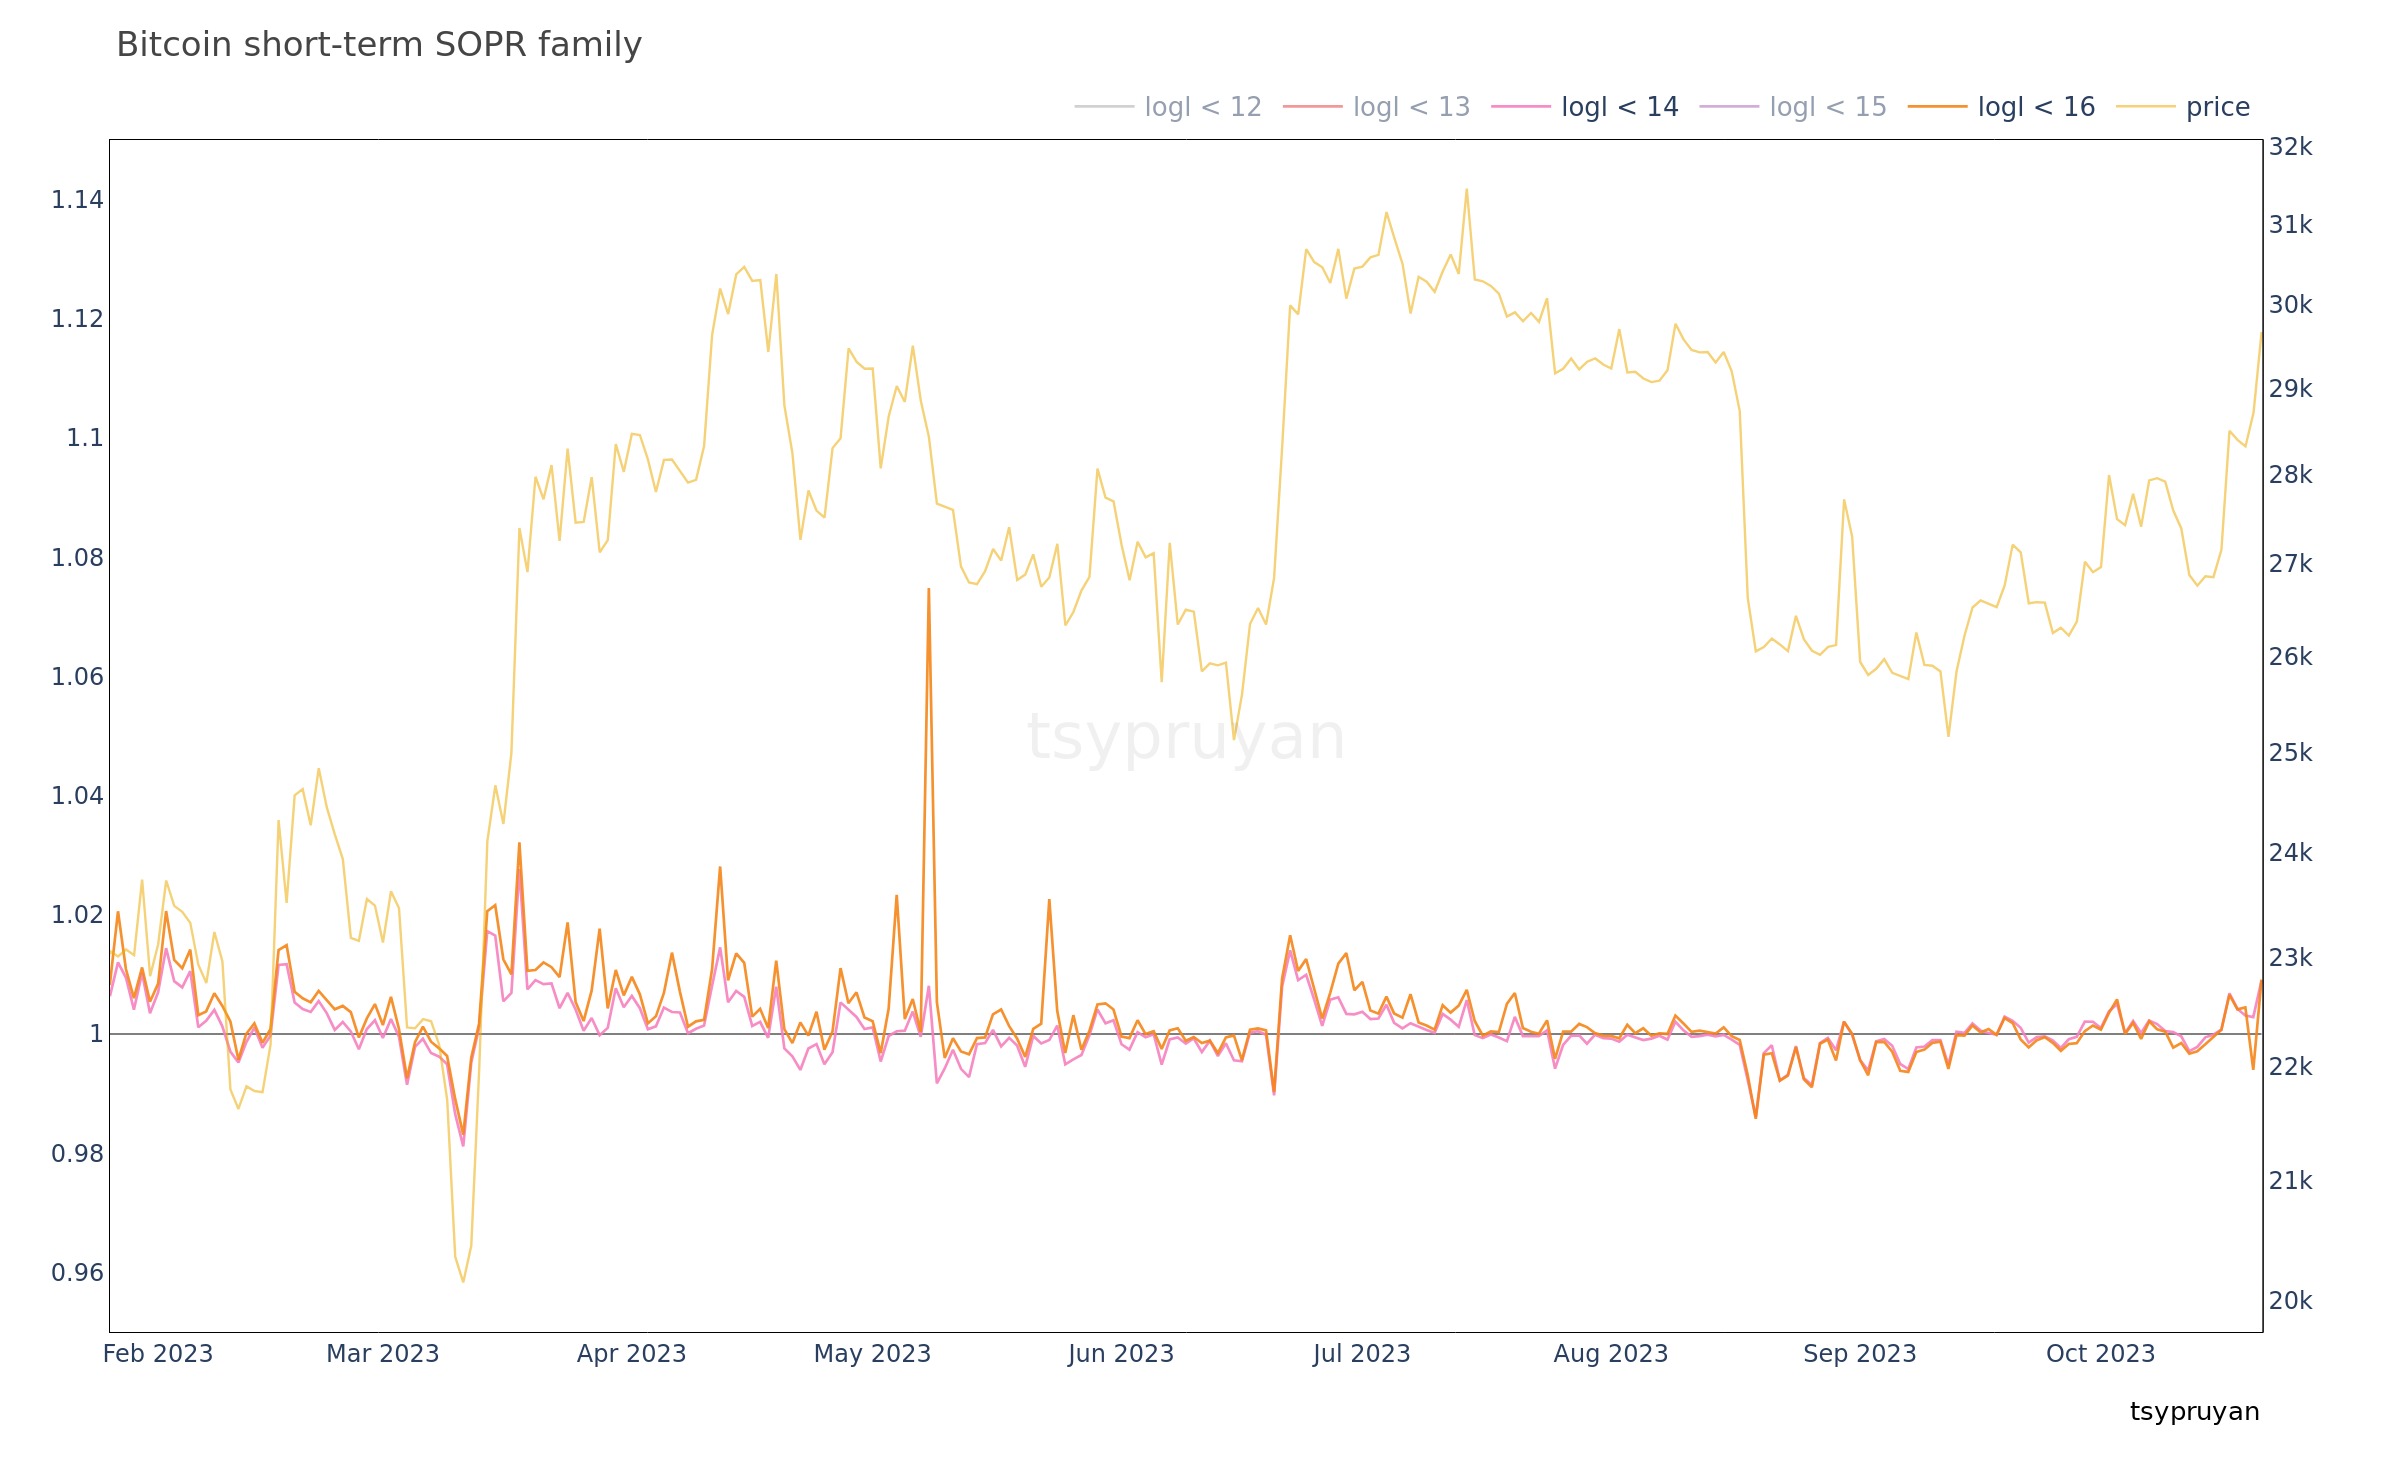 Bitcoin short-term SOPR family
logl < 12 logl < 13 logl < 14 logl < 15 logl < 16 price
32k
1.14
31k
1.12
30k
29k
1.1
28k
1.08
27k
1.06
26k
tsypruyan
25k
1.04
24k
1.02
23k
1
22k
0.98
21k
0.96
20k
Feb 2023 Mar 2023 Apr 2023 May 2023 Jun 2023 Jul 2023 Aug 2023 Sep 2023 Oct 2023
tsypruyan